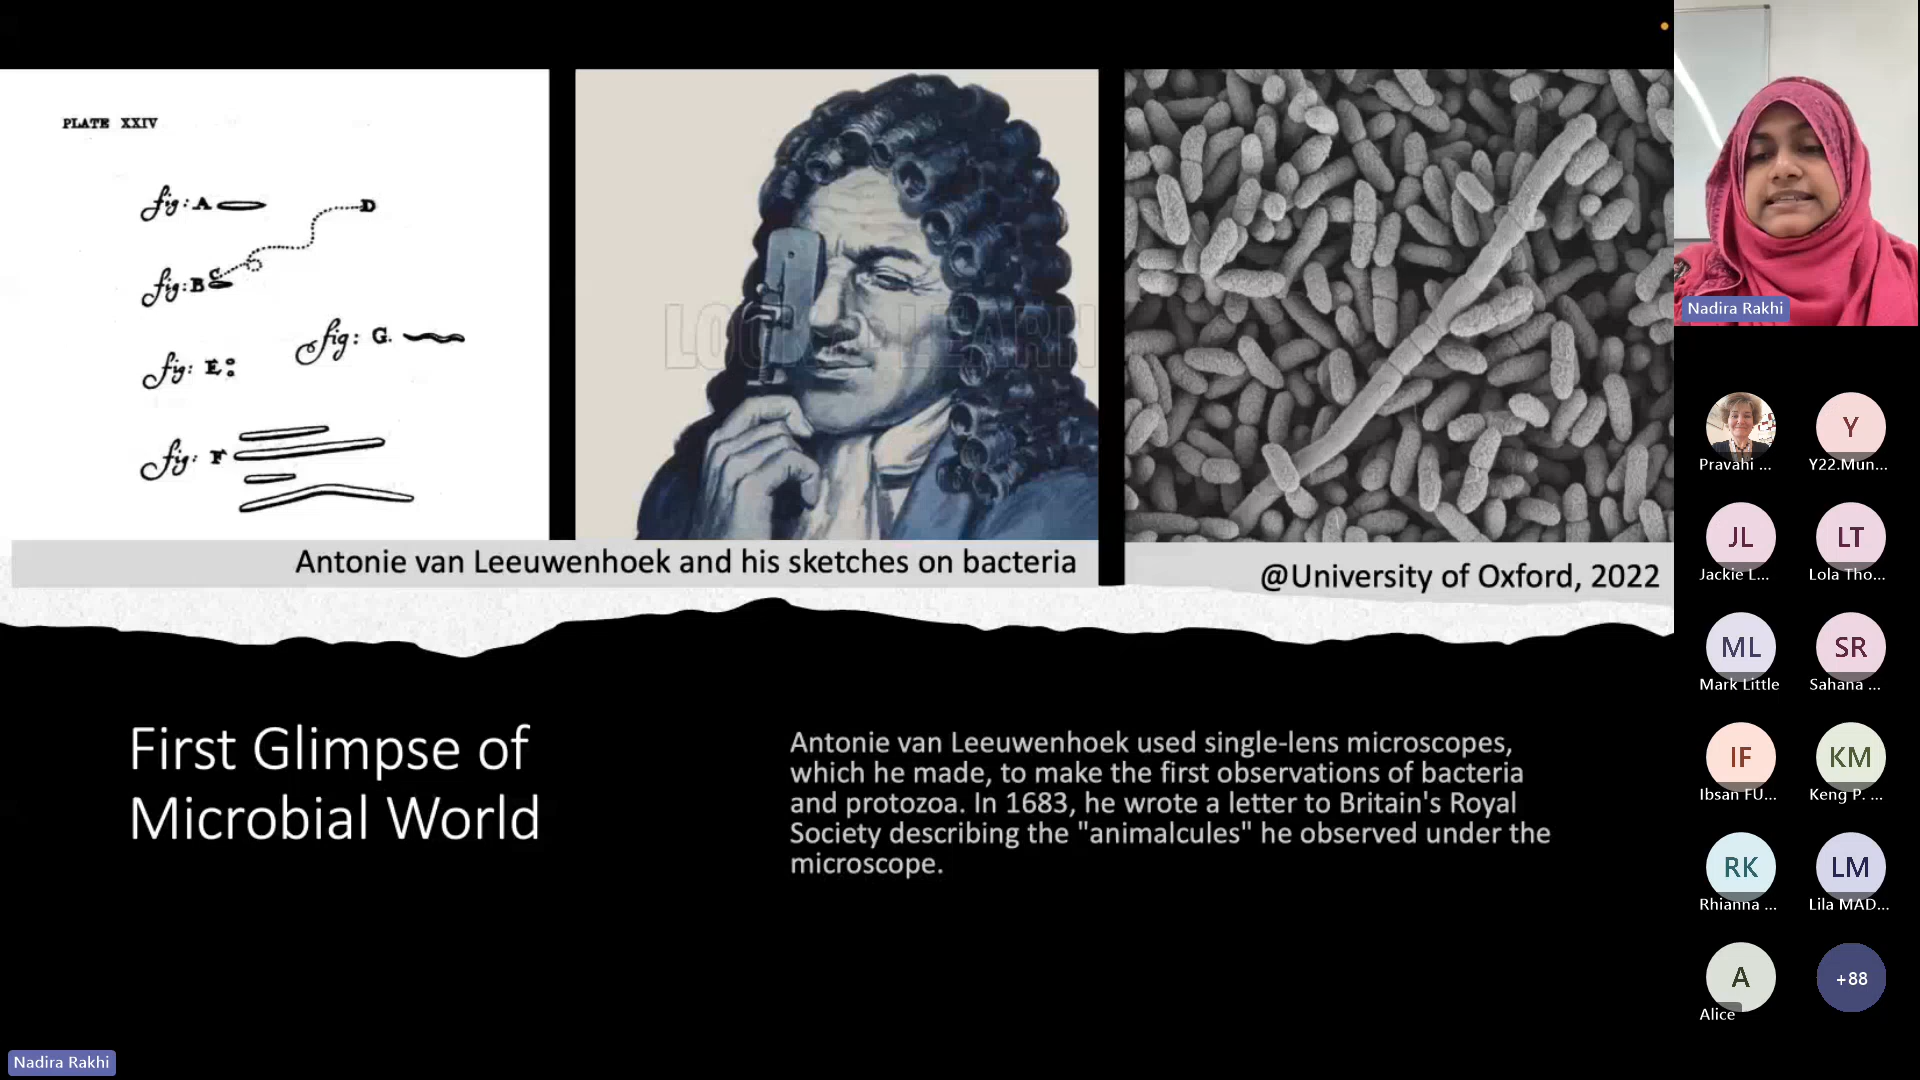 PLATE XXIV
fig: A
D
fig: B
C
fig: G.
fig: E
fig: F
Antonie van Leeuwenhoek and his sketches on bacteria
@University of Oxford, 2022
First Glimpse of
Microbial World
Antonie van Leeuwenhoek used single-lens microscopes,
which he made, to make the first observations of bacteria
and protozoa. In 1683, he wrote a letter to Britain's Royal
Society describing the "animalcules" he observed under the
microscope.
Nadira Rakhi
Nadira Rakhi
Pravahi ...
Y
Y22.Mun...
JL
Jackie L...
LT
Lola Tho...
ML
Mark Little
SR
Sahana ...
IF
Ibsan FU...
KM
Keng P. ...
RK
Rhianna ...
LM
Lila MAD...
A
Alice
+88